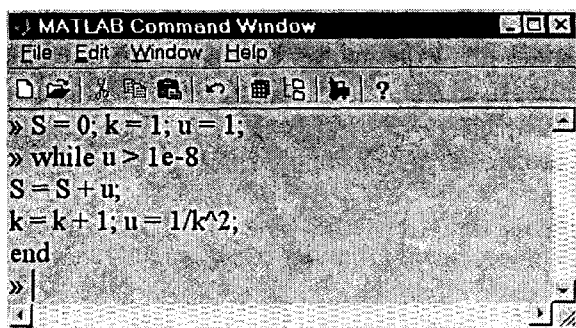 MATLAB Command Window
File Edit Window Help
?
» S = 0; k = 1; u = 1;
» while u > 1e-8
S = S + u;
k = k + 1; u = 1/k^2;
end
»